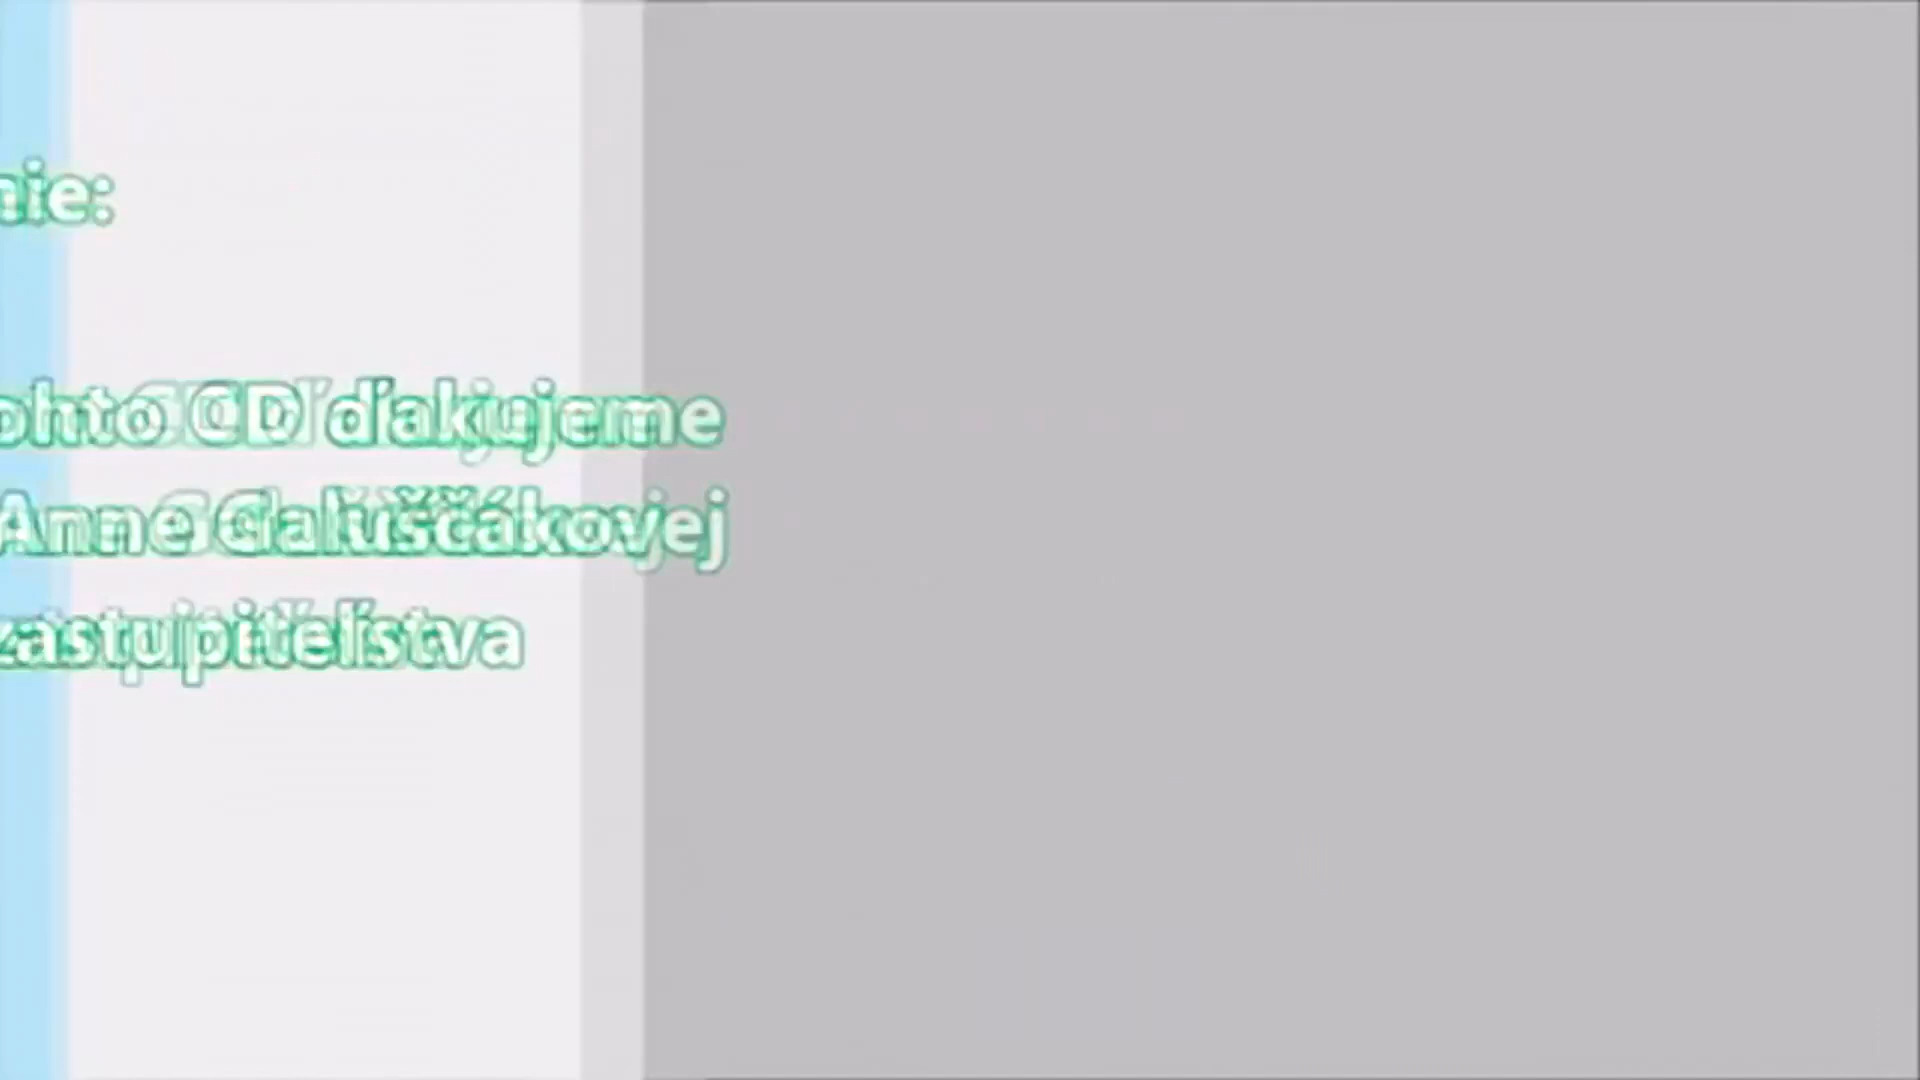 nie:
ohto CD ďakujeme
Anne Galuščákovej
zastupiteľstva